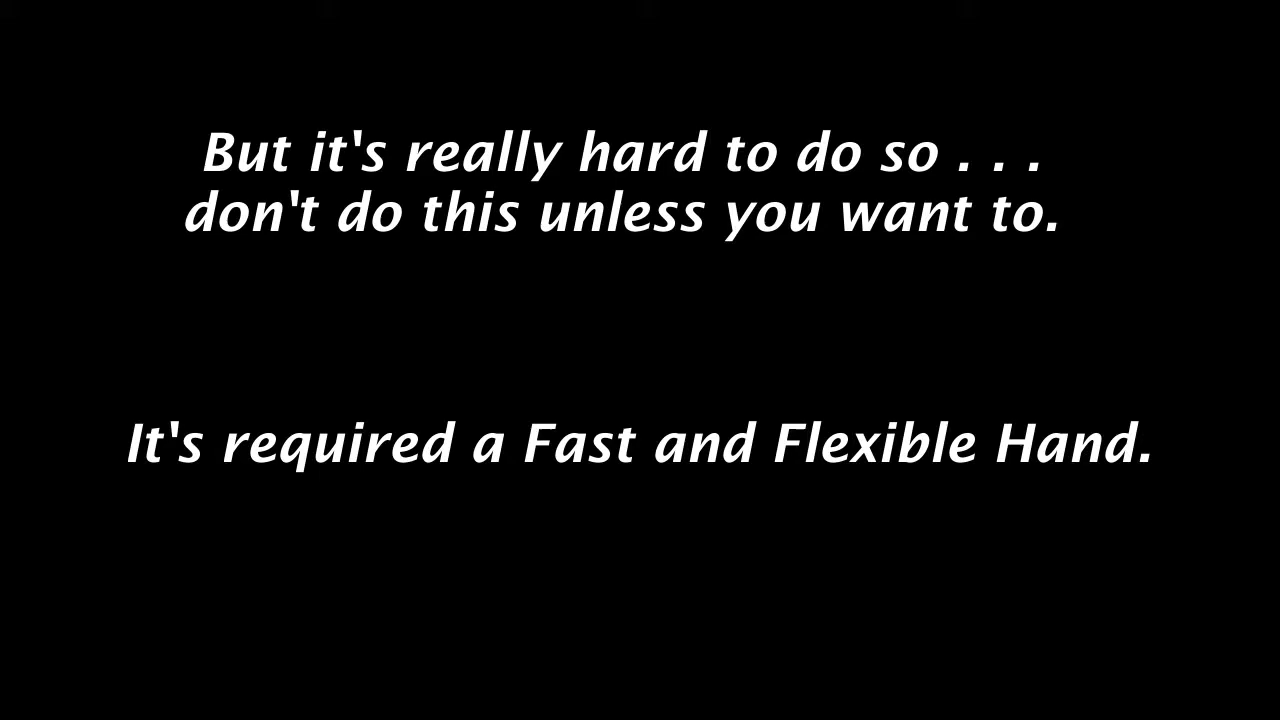 But it's really hard to do so . . .
don't do this unless you want to.
It's required a Fast and Flexible Hand.